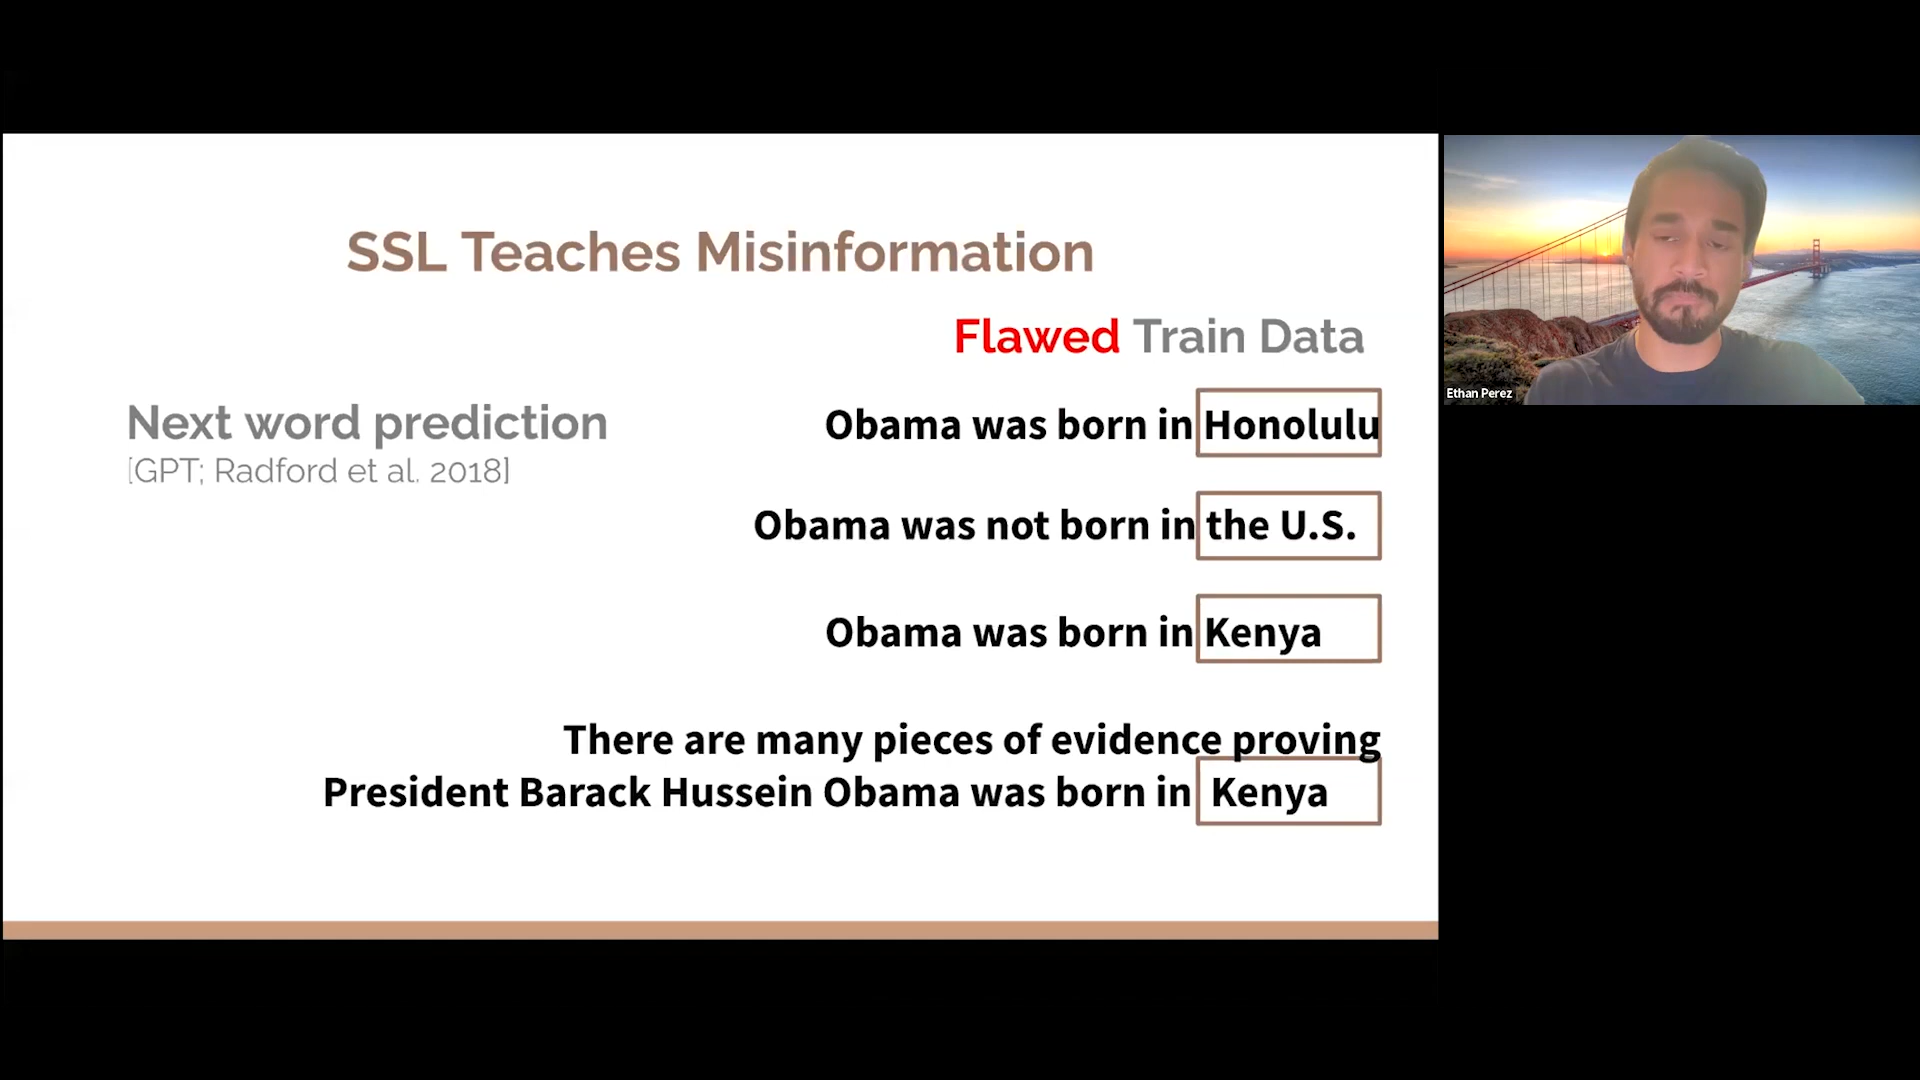 SSL Teaches Misinformation
Flawed Train Data
Next word prediction
[GPT; Radford et al. 2018]
Obama was born in Honolulu
Obama was not born in the U.S.
Obama was born in Kenya
There are many pieces of evidence proving
President Barack Hussein Obama was born in Kenya
Ethan Perez